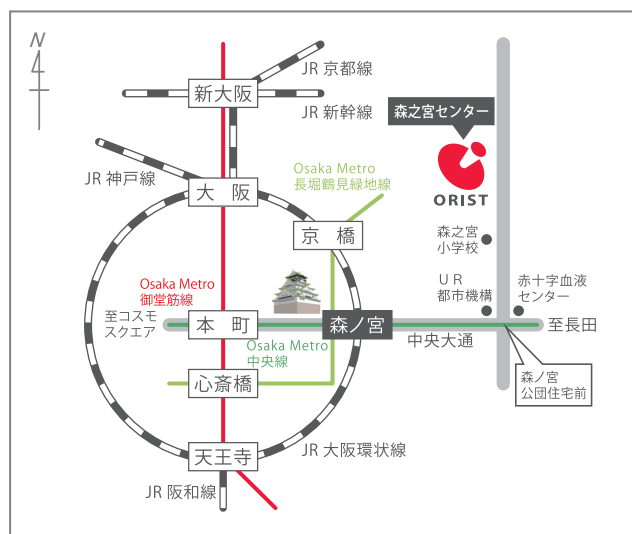 N
JR 京都線
新大阪
JR 新幹線
森之宮センター
ORIST
JR 神戸線
大 阪
Osaka Metro
長堀鶴見緑地線
京 橋
森之宮
小学校
UR
都市機構
赤十字血液
センター
Osaka Metro
御堂筋線
至コスモ
スクエア
本 町
森ノ宮
中央大通
至長田
Osaka Metro
中央線
森ノ宮
公団住宅前
心斎橋
天王寺
JR 大阪環状線
JR 阪和線